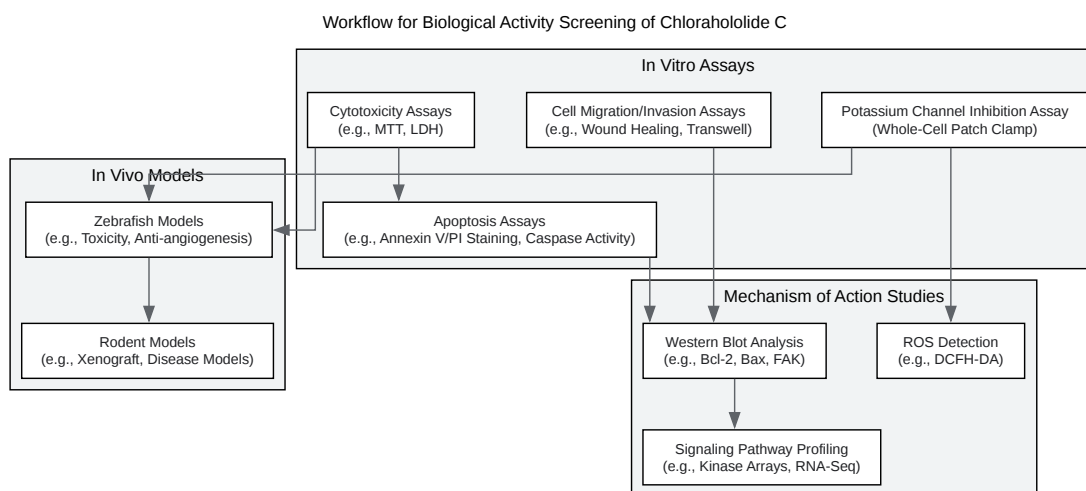 Workflow for Biological Activity Screening of Chlorahololide C
In Vitro Assays
Cytotoxicity Assays
(e.g., MTT, LDH)
Cell Migration/Invasion Assays
(e.g., Wound Healing, Transwell)
Potassium Channel Inhibition Assay
(Whole-Cell Patch Clamp)
In Vivo Models
Zebrafish Models
(e.g., Toxicity, Anti-angiogenesis)
Apoptosis Assays
(e.g., Annexin V/PI Staining, Caspase Activity)
Mechanism of Action Studies
Rodent Models
(e.g., Xenograft, Disease Models)
Western Blot Analysis
(e.g., Bcl-2, Bax, FAK)
ROS Detection
(e.g., DCFH-DA)
Signaling Pathway Profiling
(e.g., Kinase Arrays, RNA-Seq)